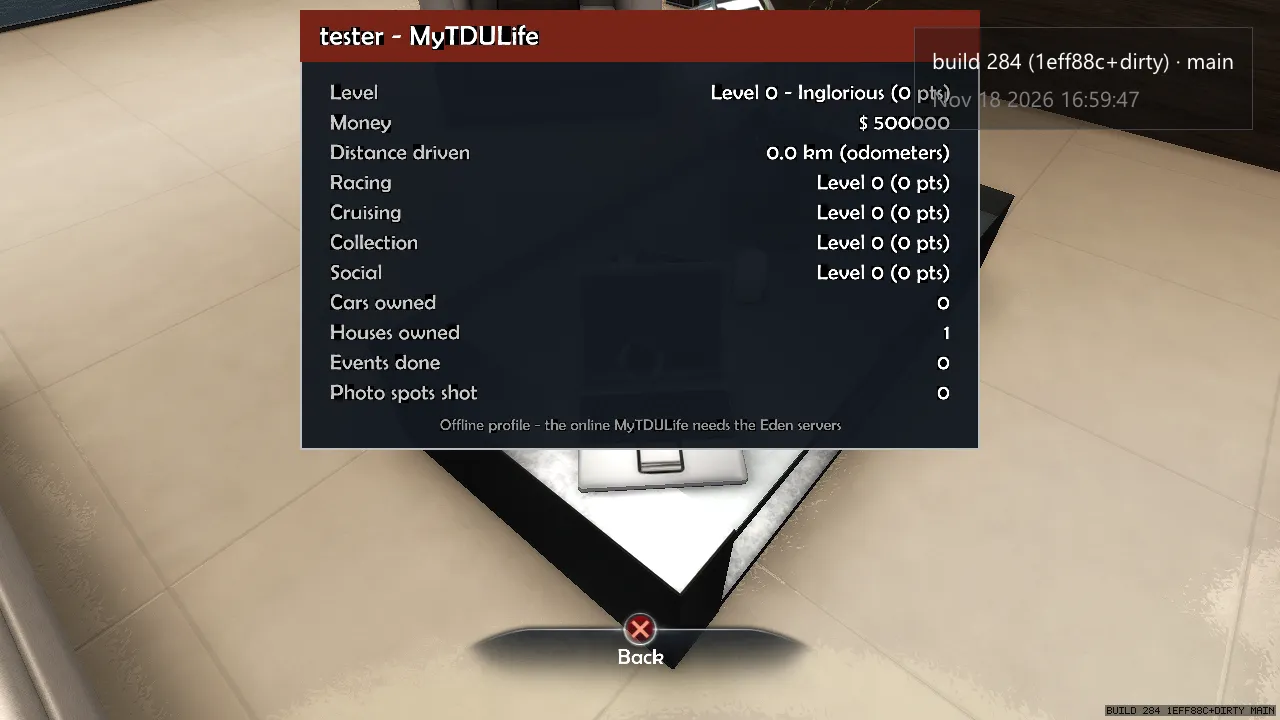 tester - MyTDULife
build 284 (1eff88c+dirty) · main
Nov 18 2026 16:59:47
Level Level 0 - Inglorious (0 pts)
Money $ 500000
Distance driven 0.0 km (odometers)
Racing Level 0 (0 pts)
Cruising Level 0 (0 pts)
Collection Level 0 (0 pts)
Social Level 0 (0 pts)
Cars owned 0
Houses owned 1
Events done 0
Photo spots shot 0
Offline profile - the online MyTDULife needs the Eden servers
Back
BUILD 284 1EFF88C+DIRTY MAIN